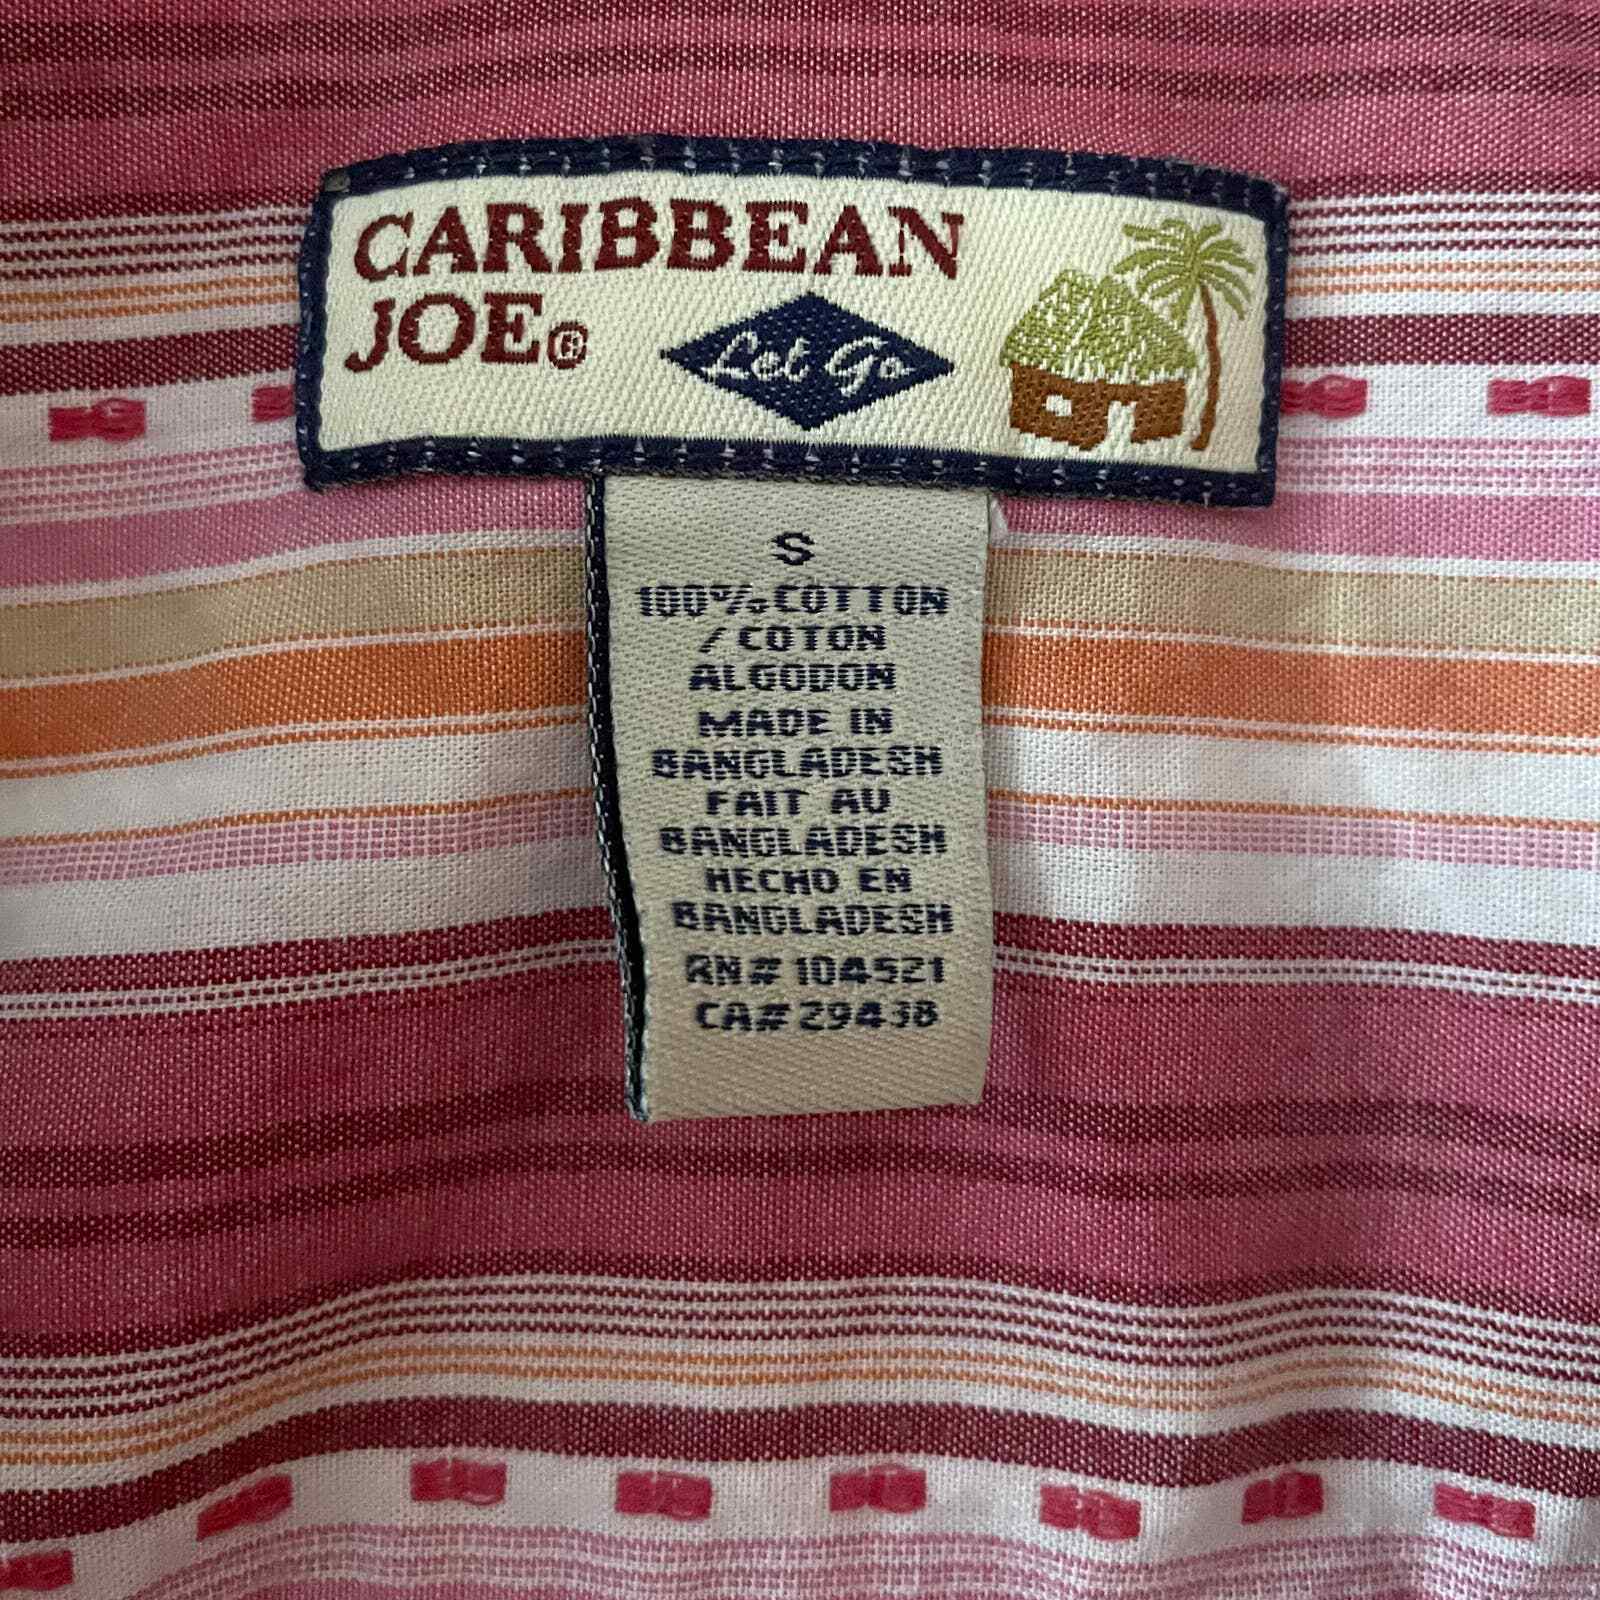 CARIBBEAN
JOE®
Let Go
S
100%COTTON
/COTON
ALGODON
MADE IN
BANGLADESH
FAIT AU
BANGLADESH
HECHO EN
BANGLADESH
RN#104521
CA#29438